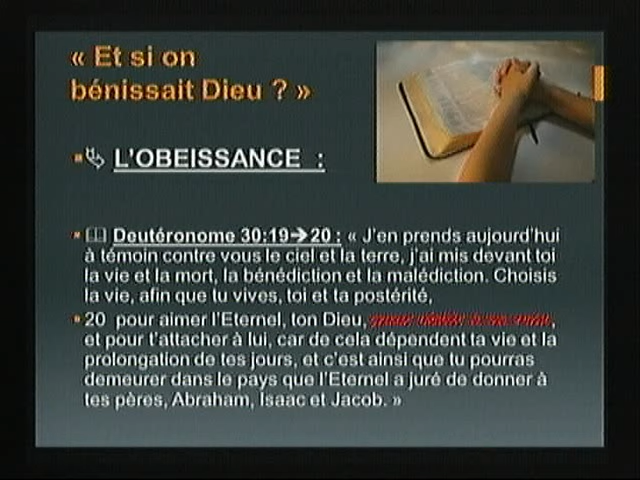 « Et si on
bénissait Dieu ? »
L'OBEISSANCE :
Deutéronome 30:19➔20 : « J'en prends aujourd'hui
à témoin contre vous le ciel et la terre, j'ai mis devant toi
la vie et la mort, la bénédiction et la malédiction. Choisis
la vie, afin que tu vives, toi et ta postérité,
20 pour aimer l'Eternel, ton Dieu, ,
et pour t'attacher à lui, car de cela dépendent ta vie et la
prolongation de tes jours, et c'est ainsi que tu pourras
demeurer dans le pays que l'Eternel a juré de donner à
tes pères, Abraham, Isaac et Jacob. »